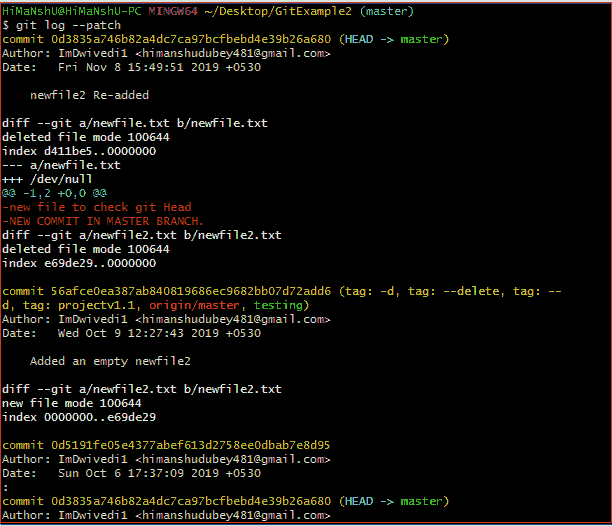 HiMaNshU@HiMaNshU-PC MINGW64 ~/Desktop/GitExample2 (master)
$ git log --patch
commit 0d3835a746b82a4dc7ca97bcfbebd4e39b26a680 (HEAD -> master)
Author: ImDwivedi1 <himanshudubey481@gmail.com>
Date:   Fri Nov 8 15:49:51 2019 +0530
    newfile2 Re-added
diff --git a/newfile.txt b/newfile.txt
deleted file mode 100644
index d411be5..0000000
--- a/newfile.txt
+++ /dev/null
@@ -1,2 +0,0 @@
-new file to check git Head
-NEW COMMIT IN MASTER BRANCH.
diff --git a/newfile2.txt b/newfile2.txt
deleted file mode 100644
index e69de29..0000000
commit 56afce0ea387ab840819686ec9682bb07d72add6 (tag: -d, tag: --delete, tag: --
d, tag: projectv1.1, origin/master, testing)
Author: ImDwivedi1 <himanshudubey481@gmail.com>
Date:   Wed Oct 9 12:27:43 2019 +0530
    Added an empty newfile2
diff --git a/newfile2.txt b/newfile2.txt
new file mode 100644
index 0000000..e69de29
commit 0d5191fe05e4377abef613d2758ee0dbab7e8d95
Author: ImDwivedi1 <himanshudubey481@gmail.com>
Date:   Sun Oct 6 17:37:09 2019 +0530
:
commit 0d3835a746b82a4dc7ca97bcfbebd4e39b26a680 (HEAD -> master)
Author: ImDwivedi1 <himanshudubey481@gmail.com>